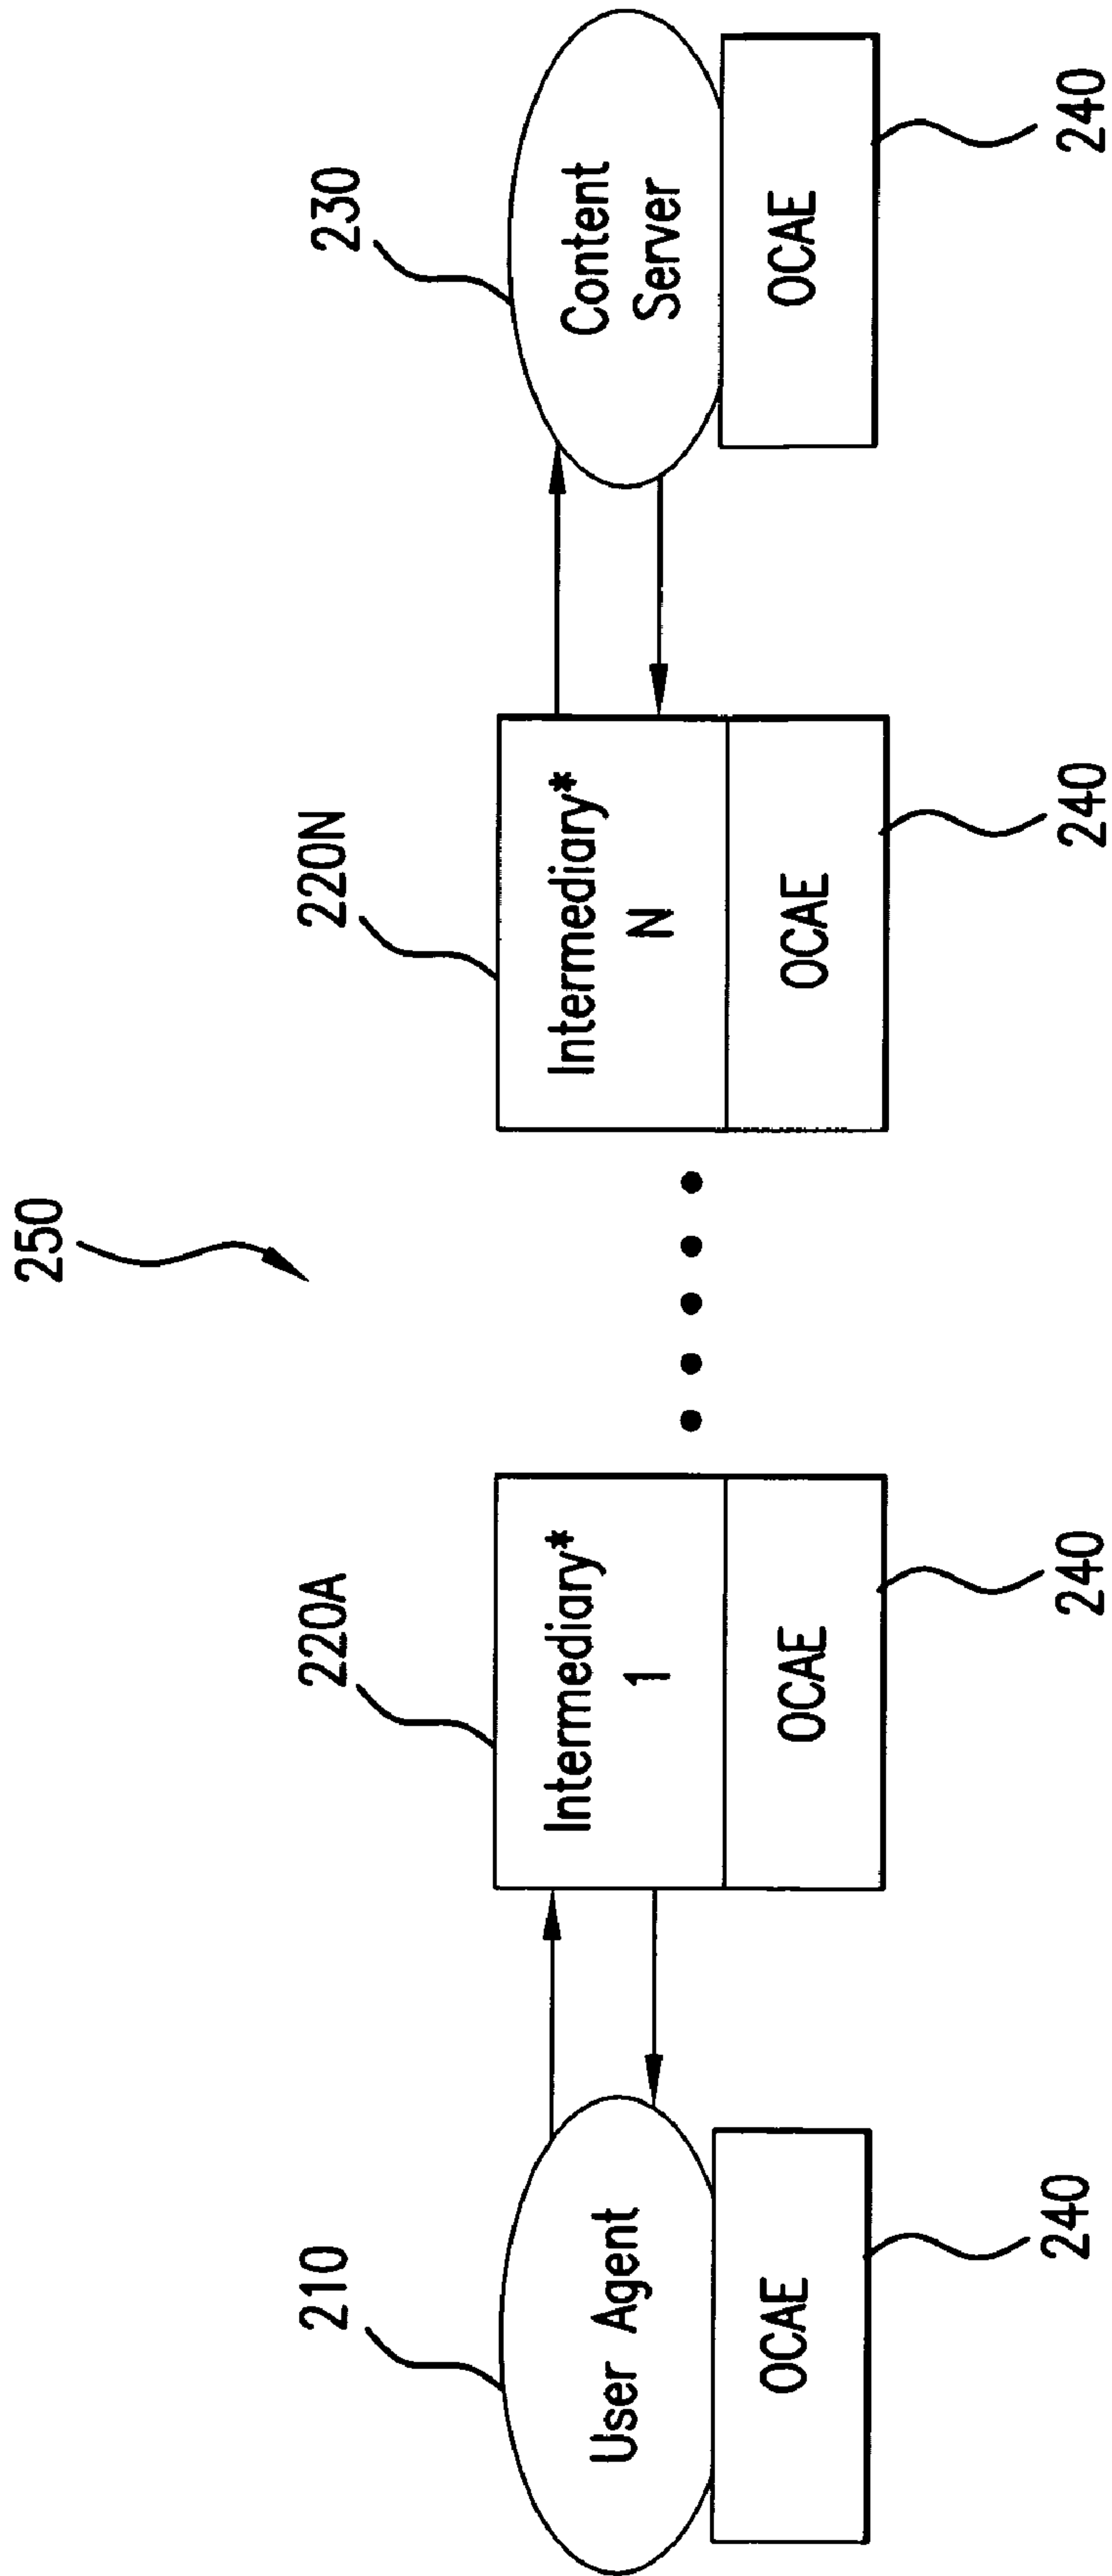 250
210
220A
220N
230
User Agent
Intermediary*
1
Intermediary*
N
Content
Server
OCAE
OCAE
OCAE
OCAE
240
240
240
240